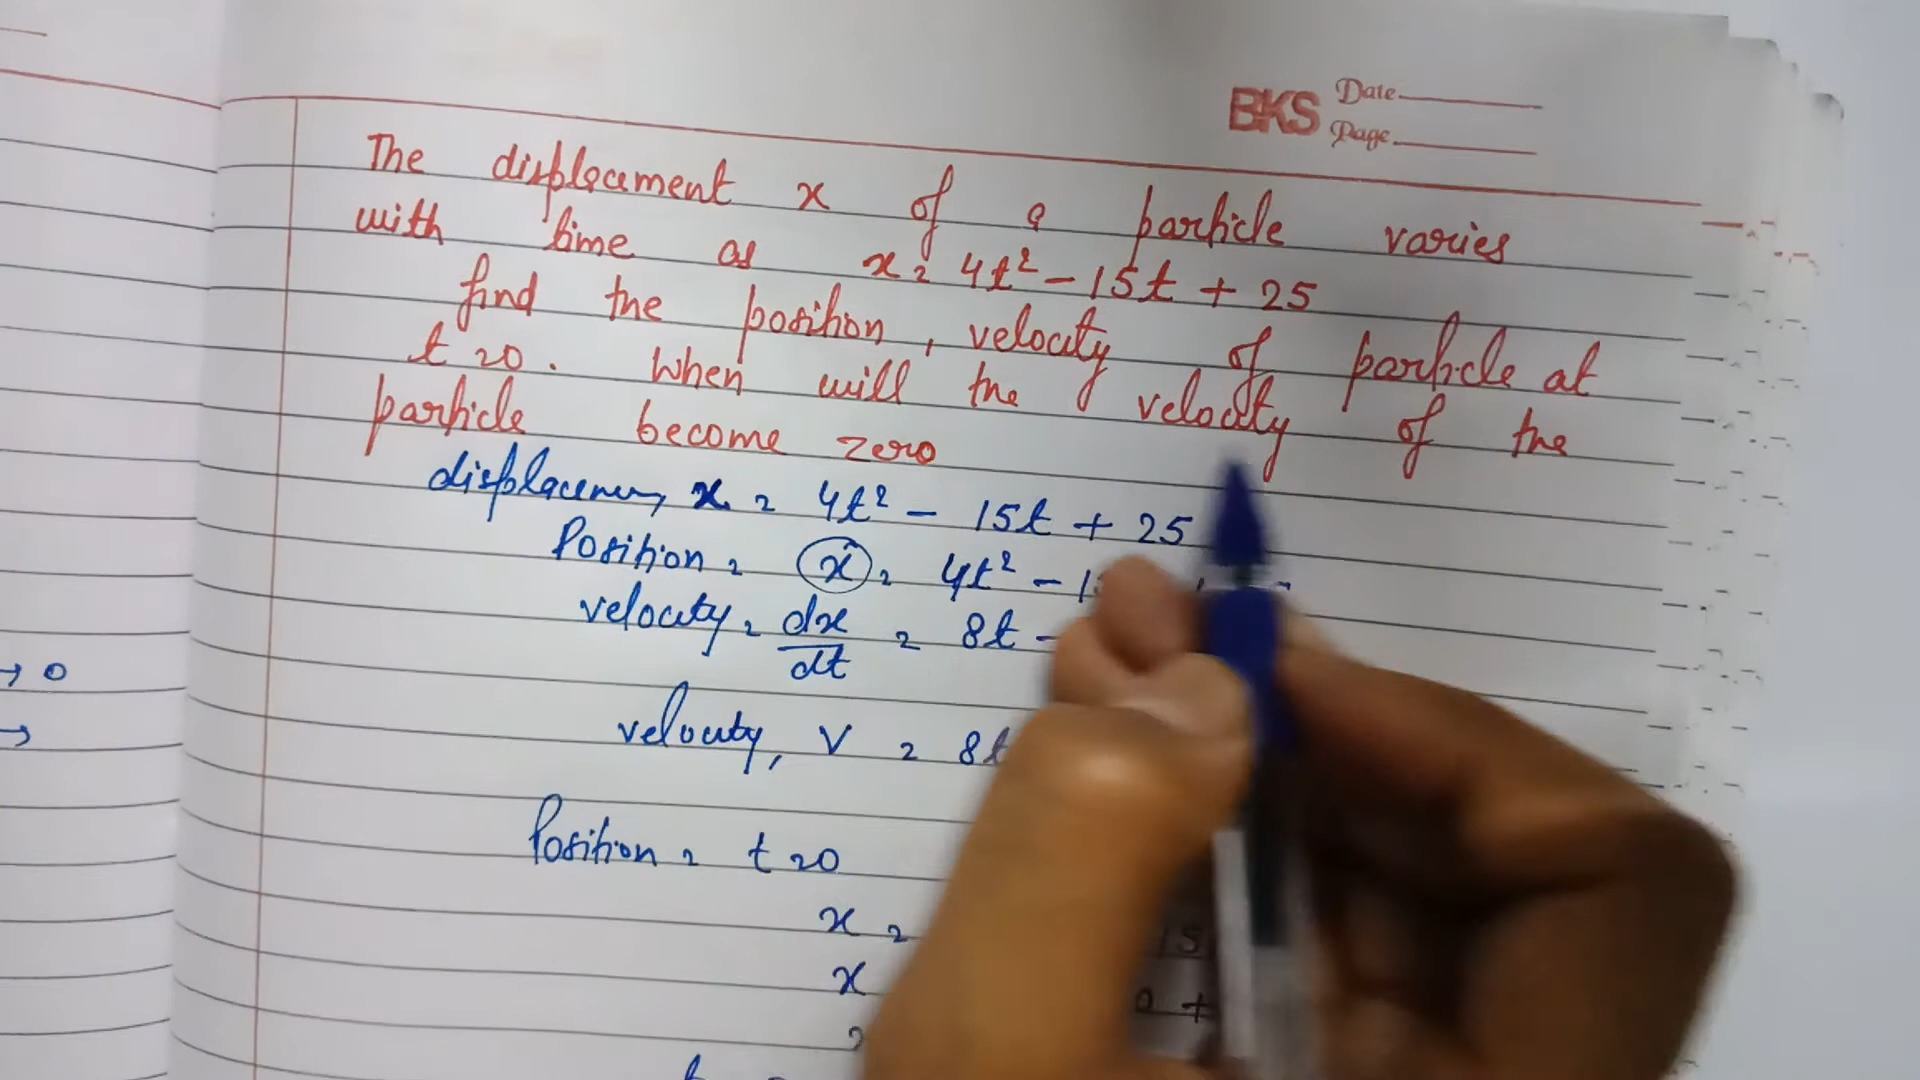 BKS Date
Page
The displacement x of a particle varies
with time as x = 4t² - 15t + 25
find the position, velocity of particle at
t = 0. When will the velocity of the
particle become zero
x = 4t² - 15t + 25
Position = x = 4t² - 1
velocity = dx/dt = 8t -
→ 0
→
velocity, v = 8t
Position = t = 0
x =
x